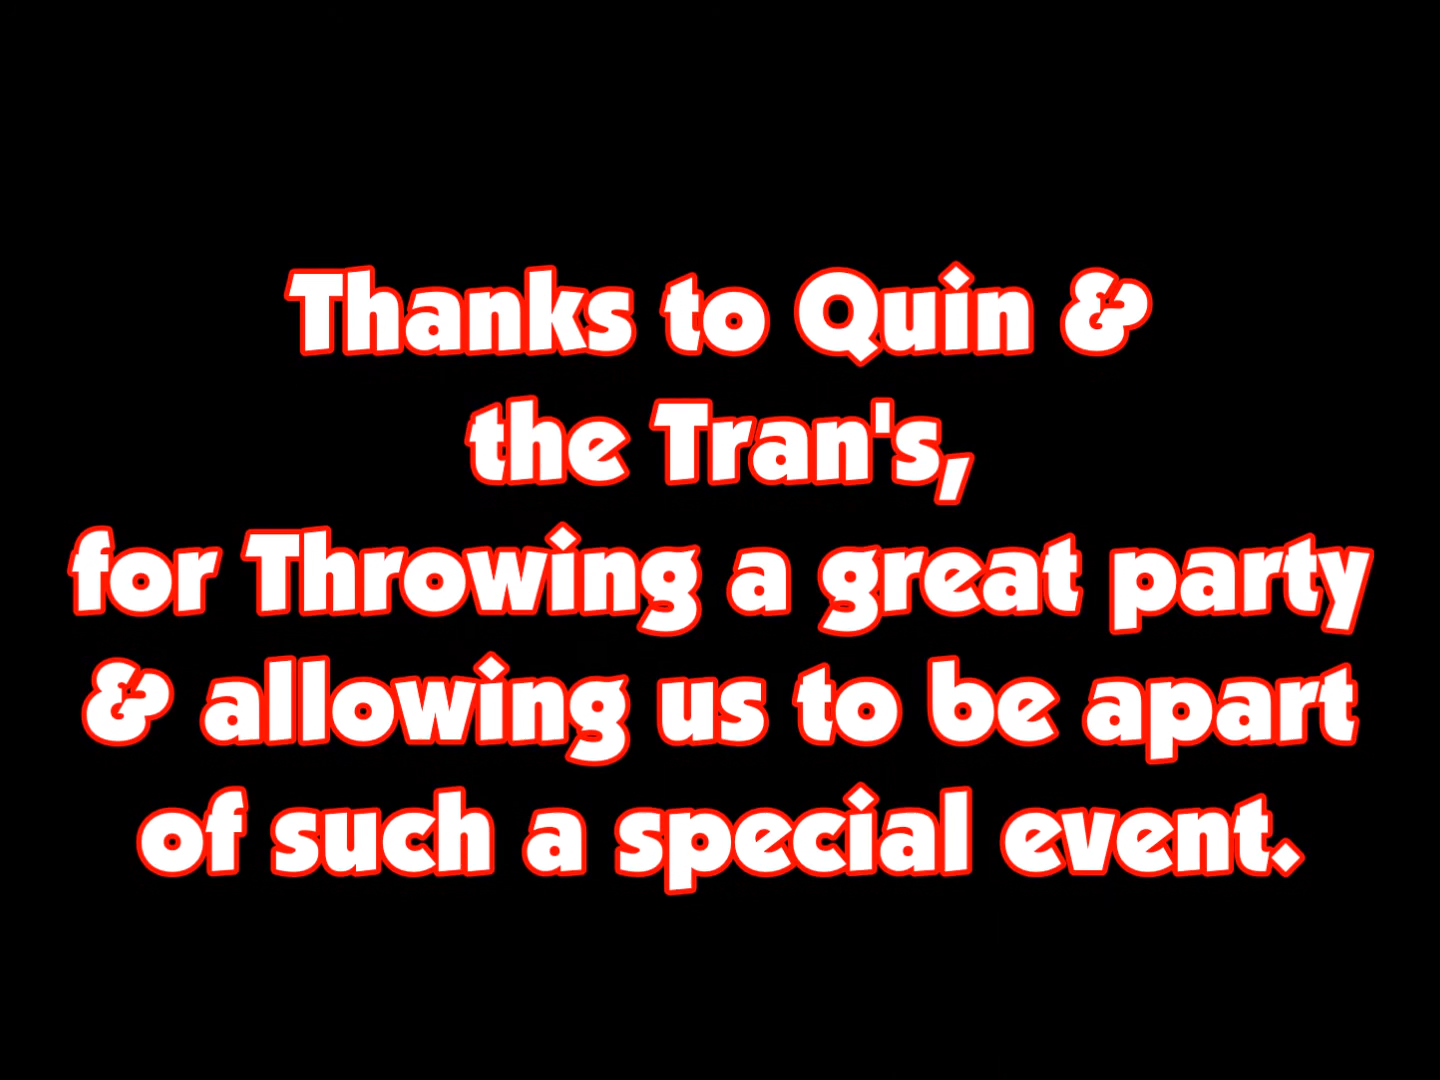 Thanks to Quin &
the Tran's,
for Throwing a great party
& allowing us to be apart
of such a special event.